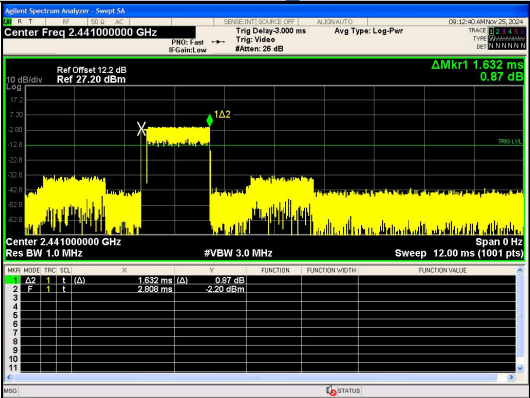 Agilent Spectrum Analyzer - Swept SA
R T RF 50 Ω AC SENSE:INT SOURCE OFF ALIGN AUTO 09:12:40 AM Nov 25, 2024
Center Freq 2.441000000 GHz Trig Delay-3.000 ms Avg Type: Log-Pwr TRACE 1 2 3 4 5 6
PNO: Fast Trig: Video TYPE
IFGain:Low #Atten: 26 dB DET N N N N N N
ΔMkr1 1.632 ms
0.87 dB
Ref Offset 12.2 dB
10 dB/div Ref 27.20 dBm
Log
17.2
7.20
-2.80
-12.8
-22.8
-32.8
-42.8
-52.8
-62.8
1Δ2
TRIG LVL
Center 2.441000000 GHz Span 0 Hz
Res BW 1.0 MHz #VBW 3.0 MHz Sweep 12.00 ms (1001 pts)
MKR MODE TRC SCL X Y FUNCTION FUNCTION WIDTH FUNCTION VALUE
1 Δ2 1 t (Δ) 1.632 ms (Δ) 0.87 dB
2 F 1 t 2.808 ms -2.20 dBm
3
4
5
6
7
8
9
10
11
MSG STATUS